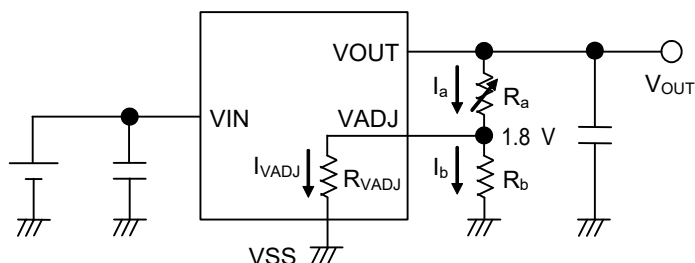 VOUT
VOUT
Ia
Ra
VIN
VADJ
1.8 V
IVADJ
RVADJ
Ib
Rb
VSS